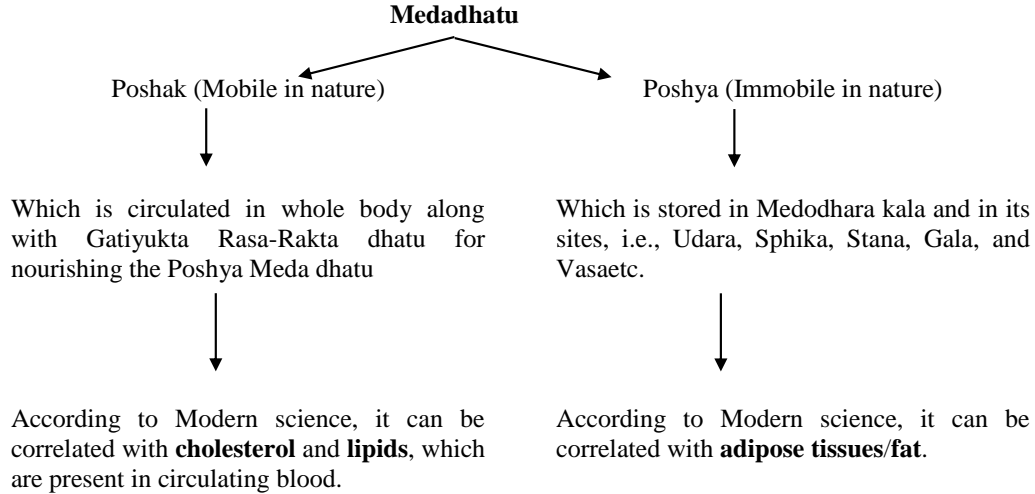 Medadhatu
Poshak (Mobile in nature)
Poshya (Immobile in nature)
Which is circulated in whole body along
with Gatiyukta Rasa-Rakta dhatu for
nourishing the Poshya Meda dhatu
Which is stored in Medodhara kala and in its
sites, i.e., Udara, Sphika, Stana, Gala, and
Vasaetc.
According to Modern science, it can be
correlated with cholesterol and lipids, which
are present in circulating blood.
According to Modern science, it can be
correlated with adipose tissues/fat.